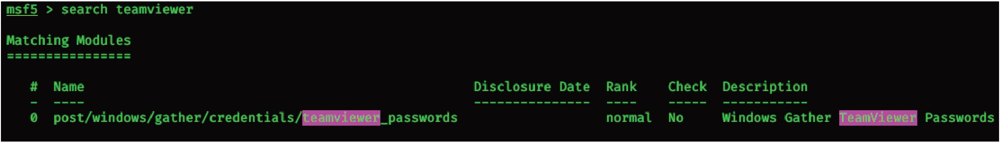 msf5 > search teamviewer
Matching Modules
================
# Name Disclosure Date Rank Check Description
- ---- --------------- ---- ----- -----------
0 post/windows/gather/credentials/teamviewer_passwords normal No Windows Gather TeamViewer Passwords